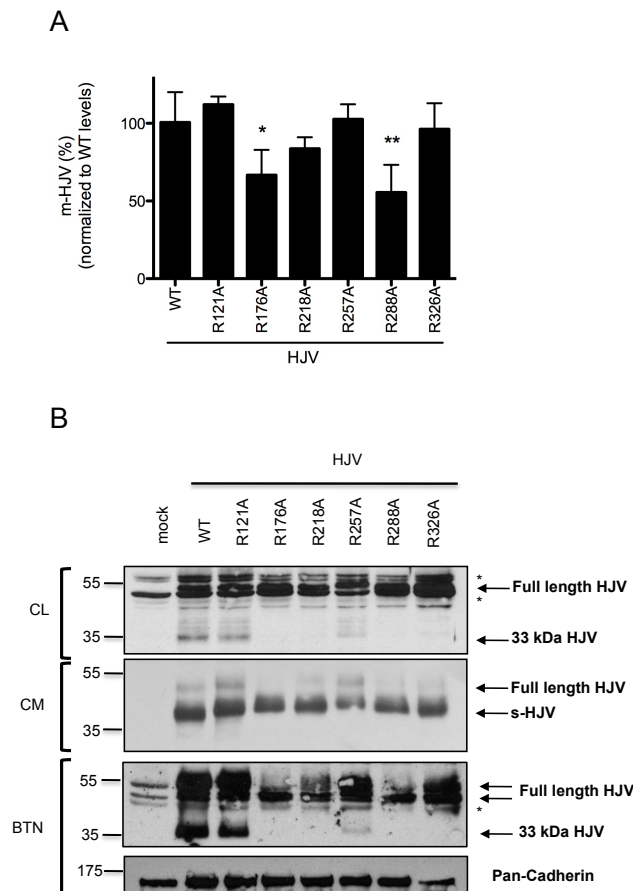 A
m-HJV (%)
(normalized to WT levels)
100
50
0
* **
WT R121A R176A R218A R257A R288A R326A
HJV
B
HJV
mock WT R121A R176A R218A R257A R288A R326A
CL
55
35
*
Full length HJV
*
33 kDa HJV
CM
55
35
Full length HJV
s-HJV
BTN
55
35
Full length HJV
*
33 kDa HJV
175
Pan-Cadherin